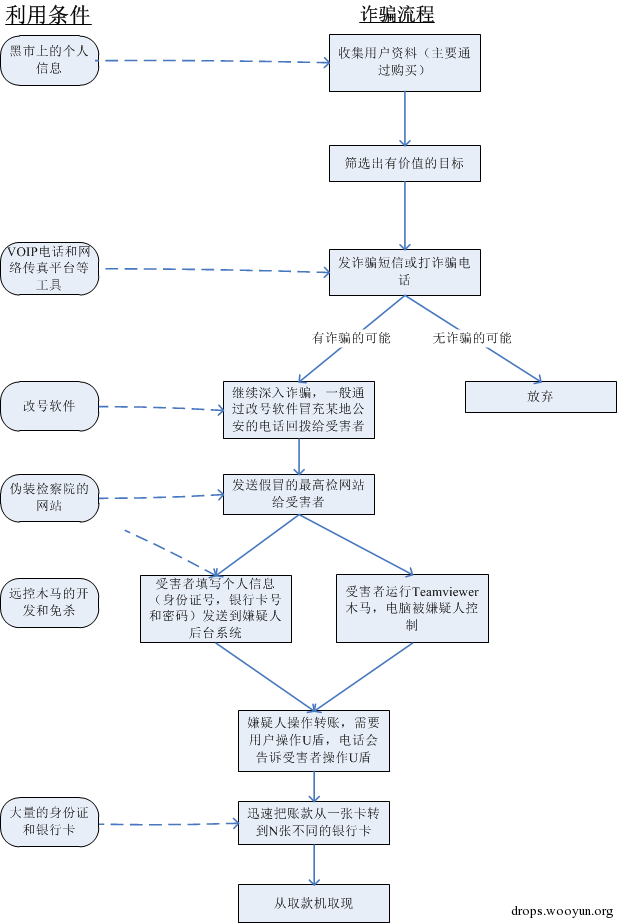 利用条件
诈骗流程
黑市上的个人
信息
收集用户资料（主要通
过购买）
筛选出有价值的目标
VOIP电话和网
络传真平台等
工具
发诈骗短信或打诈骗电
话
有诈骗的可能
无诈骗的可能
改号软件
继续深入诈骗，一般通
过改号软件冒充某地公
安的电话回拨给受害者
放弃
伪装检察院的
网站
发送假冒的最高检网站
给受害者
远控木马的开
发和免杀
受害者填写个人信息
（身份证号，银行卡号
和密码）发送到嫌疑人
后台系统
受害者运行Teamviewer
木马，电脑被嫌疑人控
制
嫌疑人操作转账，需要
用户操作U盾，电话会
告诉受害者操作U盾
大量的身份证
和银行卡
迅速把账款从一张卡转
到N张不同的银行卡
从取款机取现
drops.wooyun.org